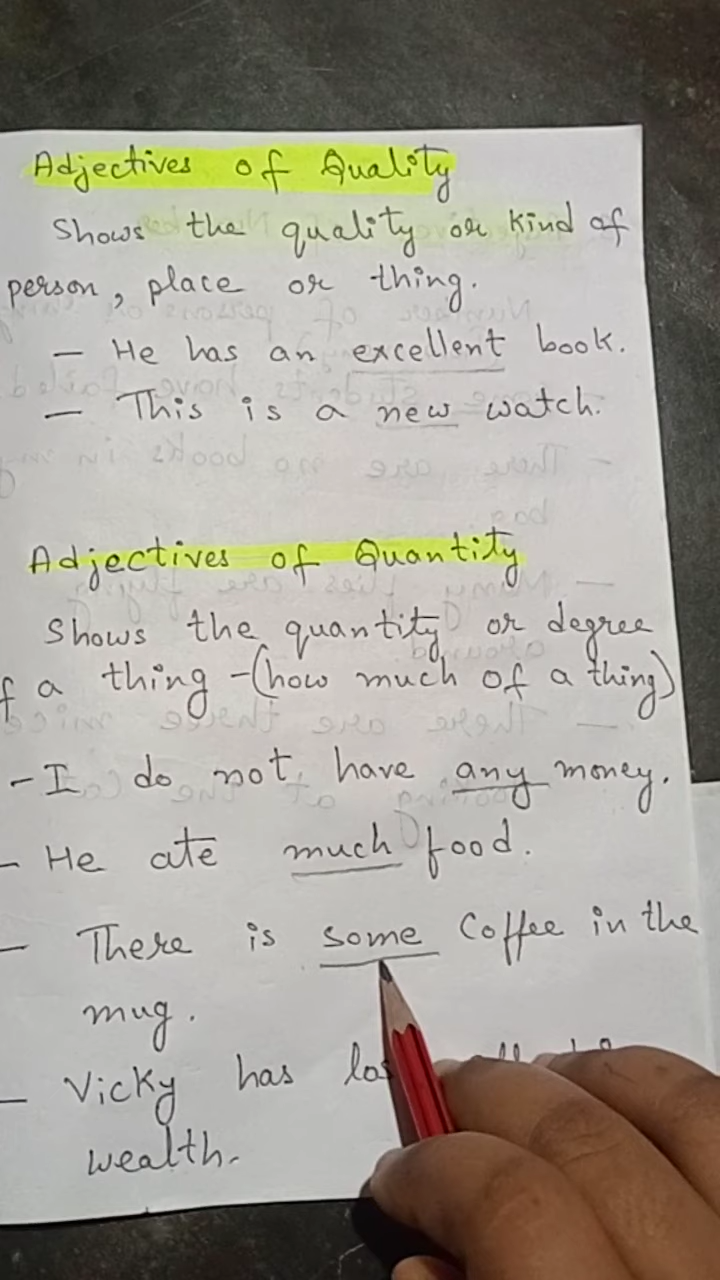 Adjectives of Quality
Shows the quality or kind of
person, place or thing.
- He has an excellent book.
- This is a new watch.
Adjectives of Quantity
Shows the quantity or degree
f a thing - (how much of a thing)
- I do not have any money.
- He ate much food.
- There is some Coffee in the
mug.
- Vicky has
wealth.